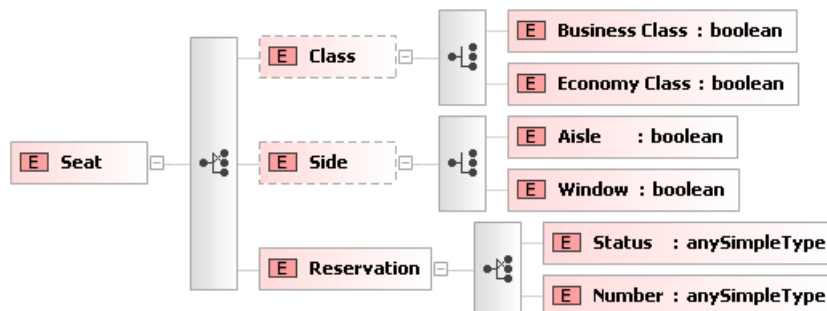 E Business Class : boolean
E Class
E Economy Class : boolean
E Aisle : boolean
E Seat
E Side
E Window : boolean
E Status : anySimpleType
E Reservation
E Number : anySimpleType